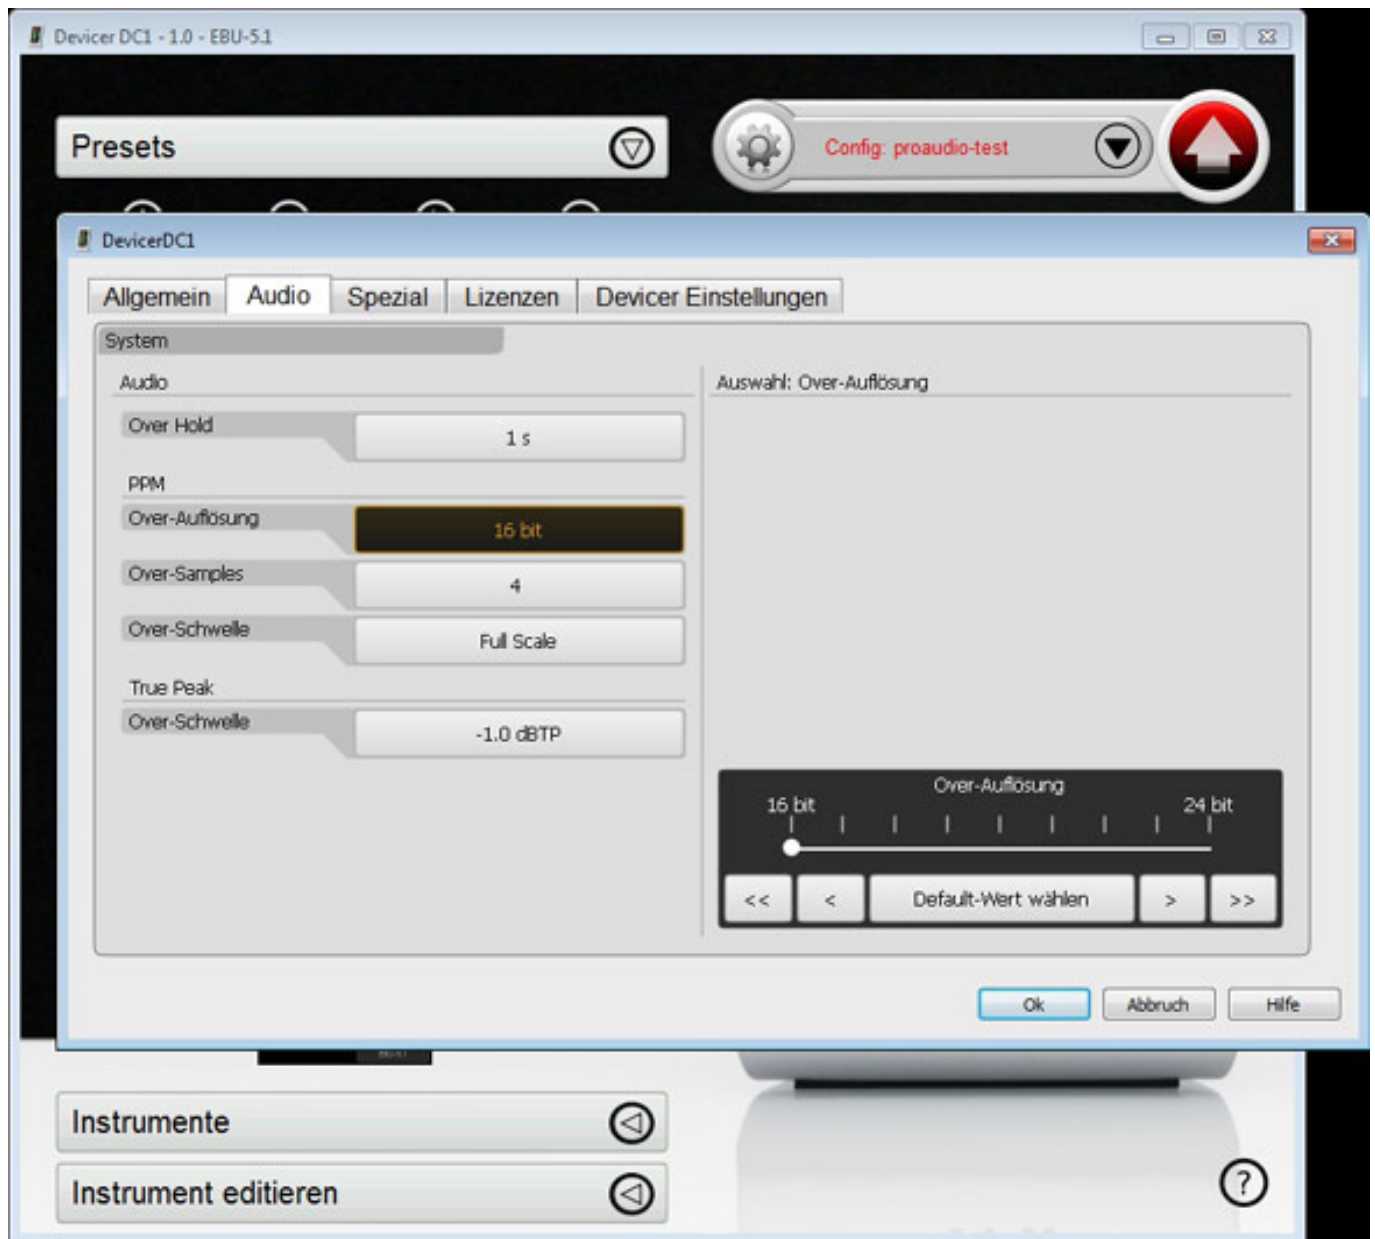 Devicer DC1 - 1.0 - EBU-5.1
Presets
Config: proaudio-test
DevicerDC1
Allgemein Audio Spezial Lizenzen Devicer Einstellungen
System
Audio
Auswahl: Over-Auflösung
Over Hold 1 s
PPM
Over-Auflösung 16 bit
Over-Samples 4
Over-Schwelle Full Scale
True Peak
Over-Schwelle -1.0 dBTP
Over-Auflösung
16 bit 24 bit
<< < Default-Wert wählen > >>
Ok Abbruch Hilfe
Instrumente
Instrument editieren
?